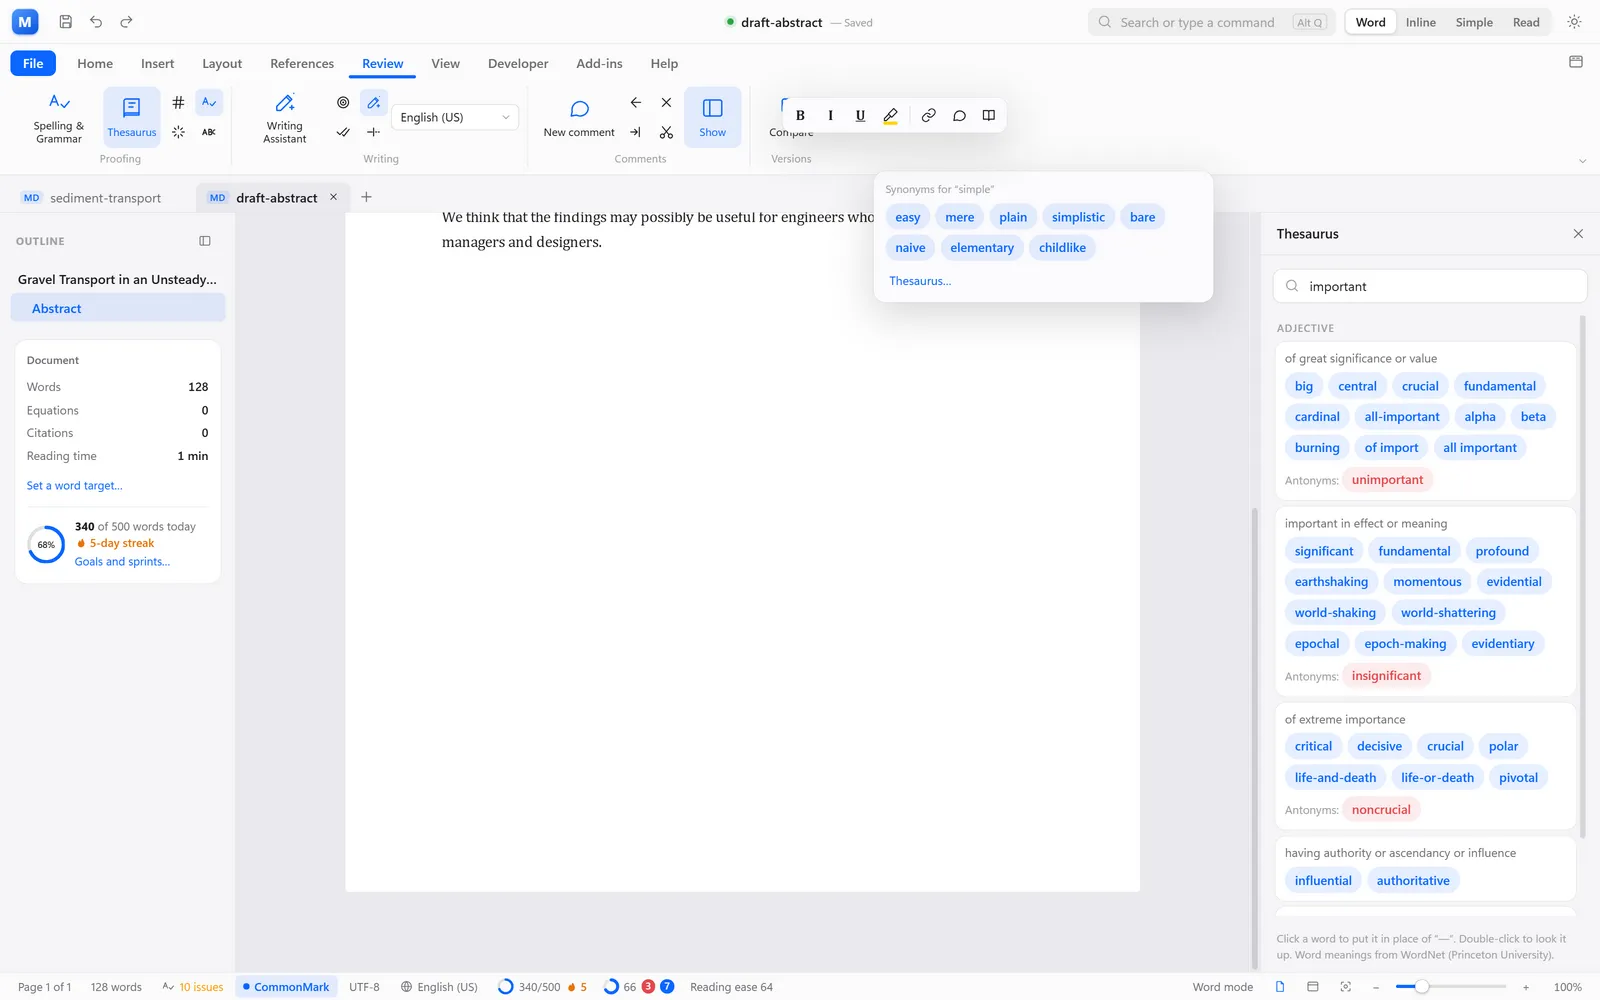 M
draft-abstract — Saved
Search or type a command Alt Q
Word Inline Simple Read
File Home Insert Layout References Review View Developer Add-ins Help
Spelling & Grammar
Thesaurus
ABC
Proofing
Writing Assistant
English (US)
Writing
New comment
Show
Comments
Compare
Versions
B I U
MD sediment-transport
MD draft-abstract
OUTLINE
Gravel Transport in an Unsteady...
Abstract
Document
Words 128
Equations 0
Citations 0
Reading time 1 min
Set a word target...
68%
340 of 500 words today
5-day streak
Goals and sprints...
We think that the findings may possibly be useful for engineers who
managers and designers.
Synonyms for "simple"
easy mere plain simplistic bare
naive elementary childlike
Thesaurus...
Thesaurus
important
ADJECTIVE
of great significance or value
big central crucial fundamental
cardinal all-important alpha beta
burning of import all important
Antonyms: unimportant
important in effect or meaning
significant fundamental profound
earthshaking momentous evidential
world-shaking world-shattering
epochal epoch-making evidentiary
Antonyms: insignificant
of extreme importance
critical decisive crucial polar
life-and-death life-or-death pivotal
Antonyms: noncrucial
having authority or ascendancy or influence
influential authoritative
Click a word to put it in place of "—". Double-click to look it
up. Word meanings from WordNet (Princeton University).
Page 1 of 1 128 words 10 issues CommonMark UTF-8 English (US) 340/500 5 66 3 7 Reading ease 64 Word mode − + 100%